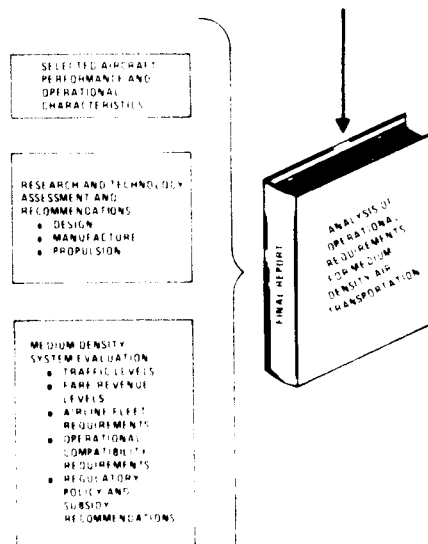 SELECTED AIRCRAFT
PERFORMANCE AND
OPERATIONAL
CHARACTERISTICS
RESEARCH AND TECHNOLOGY
ASSESSMENT AND
RECOMMENDATIONS
• DESIGN
• MANUFACTURE
• PROPULSION
MEDIUM DENSITY
SYSTEM EVALUATION
• TRAFFIC LEVELS
• FARE REVENUE
LEVELS
• AIRLINE FLEET
REQUIREMENTS
• OPERATIONAL
COMPATIBILITY
REQUIREMENTS
• REGULATORY
POLICY AND
SUBSIDY
RECOMMENDATIONS
FINAL REPORT
ANALYSIS OF
OPERATIONAL
REQUIREMENTS
FOR MEDIUM
DENSITY AIR
TRANSPORTATION